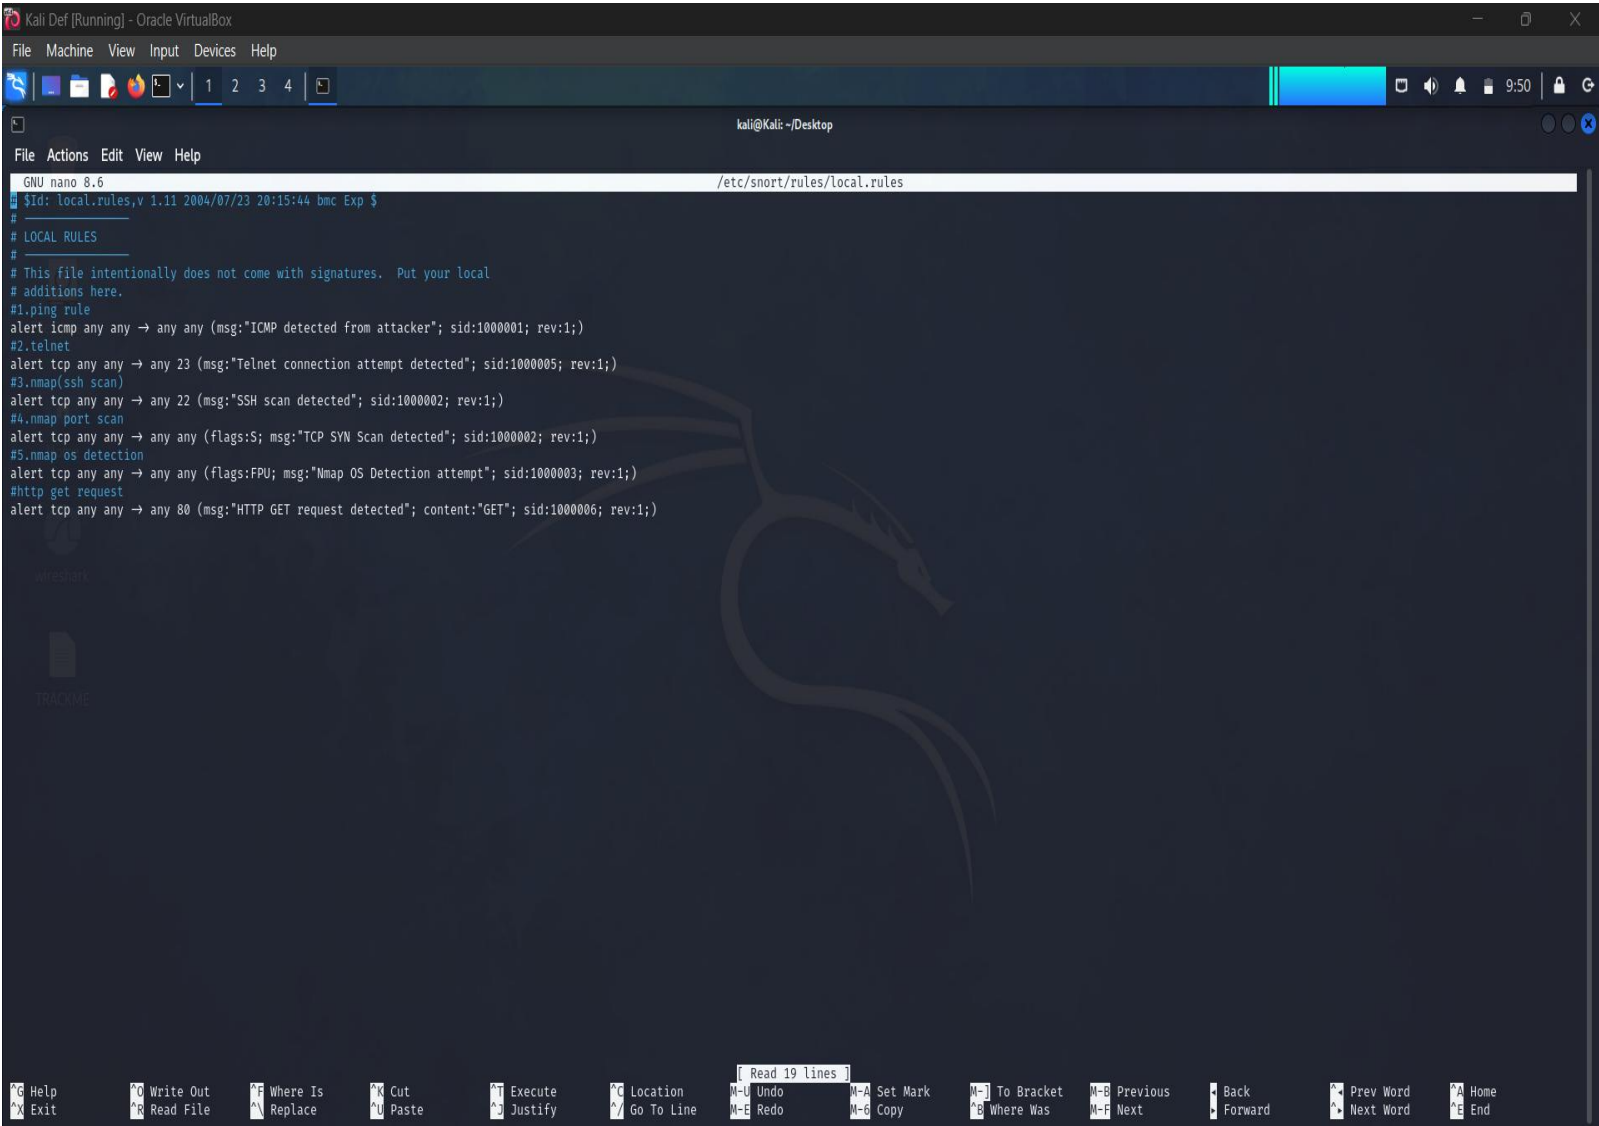 Kali Def [Running] - Oracle VirtualBox
File Machine View Input Devices Help
1 2 3 4 9:50
kali@Kali: ~/Desktop
File Actions Edit View Help
GNU nano 8.6 /etc/snort/rules/local.rules
# $Id: local.rules,v 1.11 2004/07/23 20:15:44 bmc Exp $
# ────────────────
# LOCAL RULES
# ────────────────
# This file intentionally does not come with signatures.  Put your local
# additions here.
#1.ping rule
alert icmp any any → any any (msg:"ICMP detected from attacker"; sid:1000001; rev:1;)
#2.telnet
alert tcp any any → any 23 (msg:"Telnet connection attempt detected"; sid:1000005; rev:1;)
#3.nmap(ssh scan)
alert tcp any any → any 22 (msg:"SSH scan detected"; sid:1000002; rev:1;)
#4.nmap port scan
alert tcp any any → any any (flags:S; msg:"TCP SYN Scan detected"; sid:1000002; rev:1;)
#5.nmap os detection
alert tcp any any → any any (flags:FPU; msg:"Nmap OS Detection attempt"; sid:1000003; rev:1;)
#http get request
alert tcp any any → any 80 (msg:"HTTP GET request detected"; content:"GET"; sid:1000006; rev:1;)
wireshark
TRACKME
[ Read 19 lines ]
^G Help ^O Write Out ^F Where Is ^K Cut ^T Execute ^C Location M-U Undo M-A Set Mark M-] To Bracket M-B Previous ◂ Back ^◂ Prev Word ^A Home
^X Exit ^R Read File ^\ Replace ^U Paste ^J Justify ^/ Go To Line M-E Redo M-6 Copy ^B Where Was M-F Next ▸ Forward ^▸ Next Word ^E End